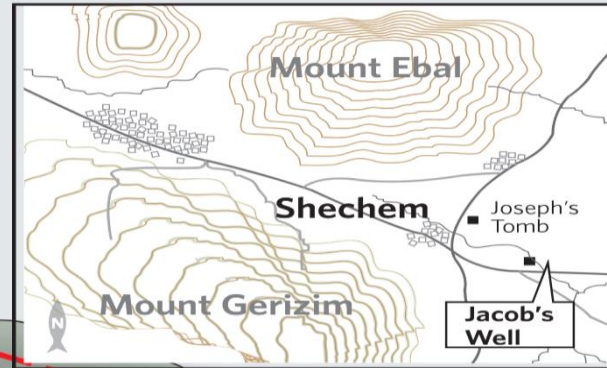 Mount Ebal
Shechem
Joseph's
Tomb
Mount Gerizim
Jacob's
Well
N